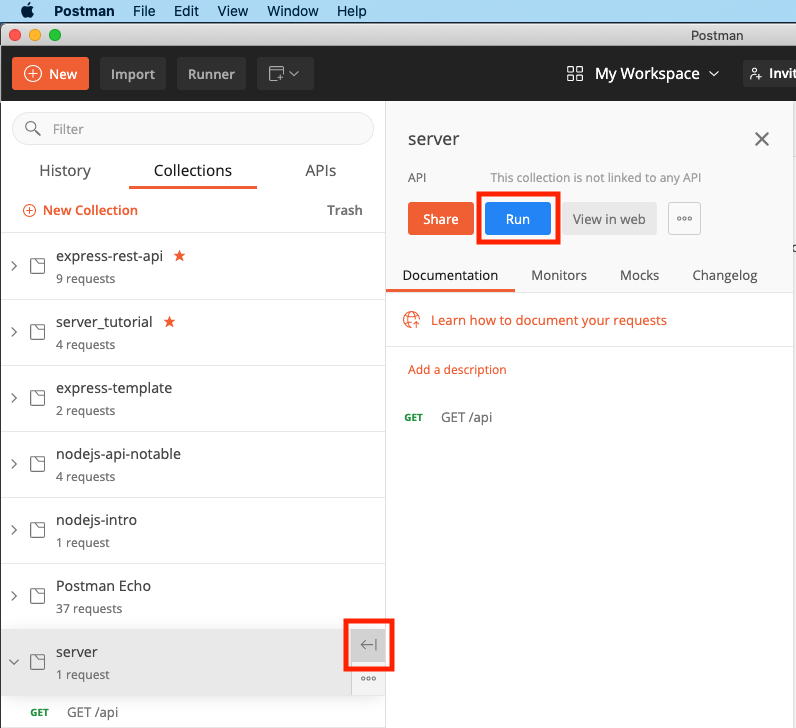 Postman File Edit View Window Help
Postman
New Import Runner My Workspace Invi
Filter
History Collections APIs
New Collection Trash
express-rest-api
9 requests
server_tutorial
4 requests
express-template
2 requests
nodejs-api-notable
4 requests
nodejs-intro
1 request
Postman Echo
37 requests
server
1 request
GET GET /api
server
API This collection is not linked to any API
Share Run View in web
Documentation Monitors Mocks Changelog
Learn how to document your requests
Add a description
GET GET /api